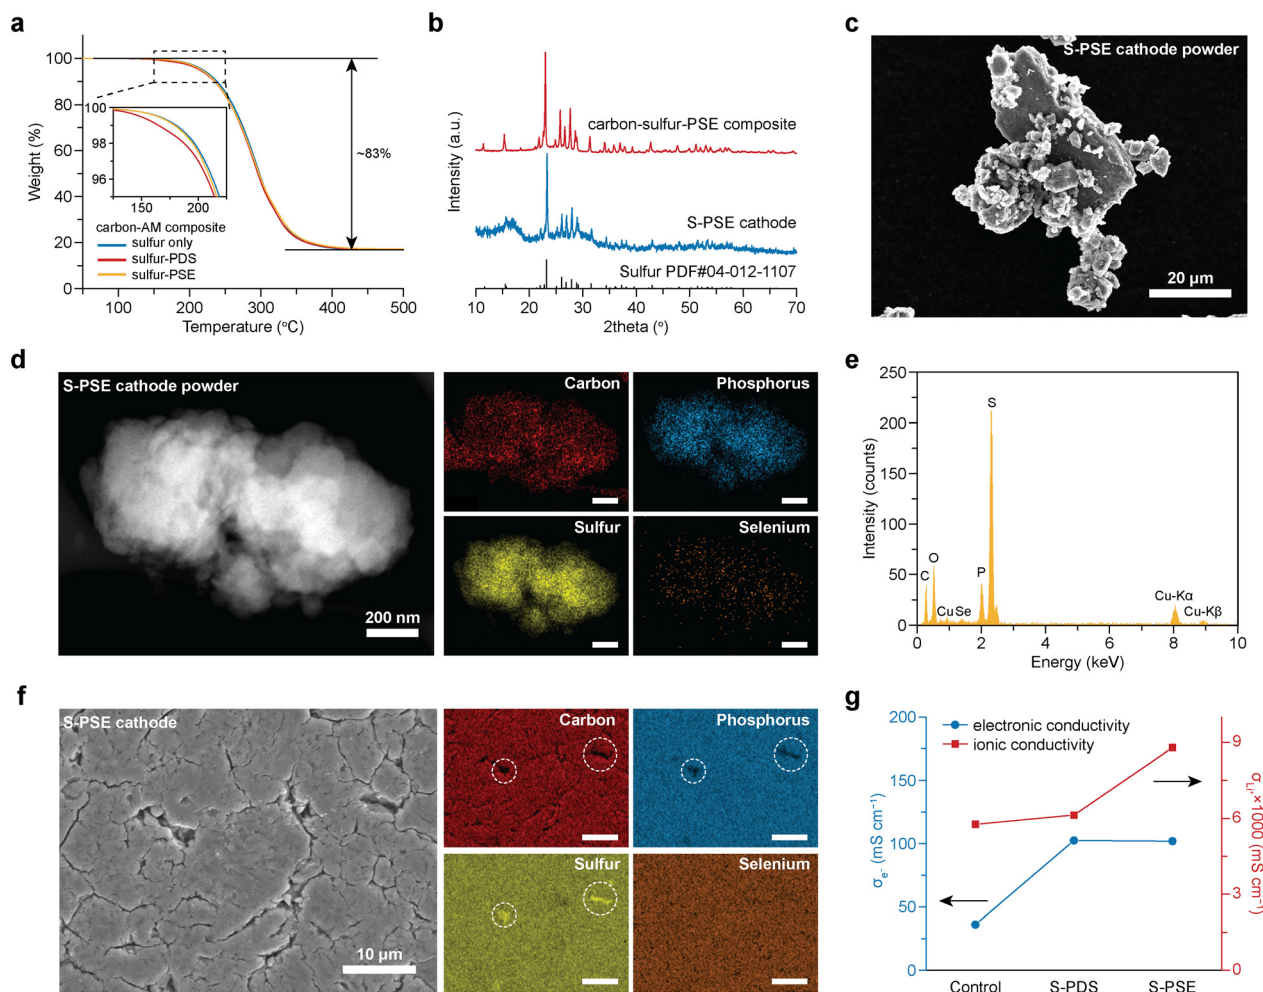 a
100
80
60
40
20
0
Weight (%)
100
98
96
150
200
~83%
carbon-AM composite
sulfur only
sulfur-PDS
sulfur-PSE
100
200
300
400
500
Temperature (°C)
b
Intensity (a.u.)
carbon-sulfur-PSE composite
S-PSE cathode
Sulfur PDF#04-012-1107
10
20
30
40
50
60
70
2theta (°)
c
S-PSE cathode powder
20 µm
d
S-PSE cathode powder
200 nm
Carbon
Phosphorus
Sulfur
Selenium
e
250
200
150
100
50
0
Intensity (counts)
C
O
Cu
Se
P
S
Cu-Kα
Cu-Kβ
0
2
4
6
8
10
Energy (keV)
f
S-PSE cathode
10 µm
Carbon
Phosphorus
Sulfur
Selenium
g
200
150
100
50
0
σe⁻ (mS cm⁻¹)
electronic conductivity
ionic conductivity
9
6
3
0
σLi⁺×1000 (mS cm⁻¹)
Control
S-PDS
S-PSE